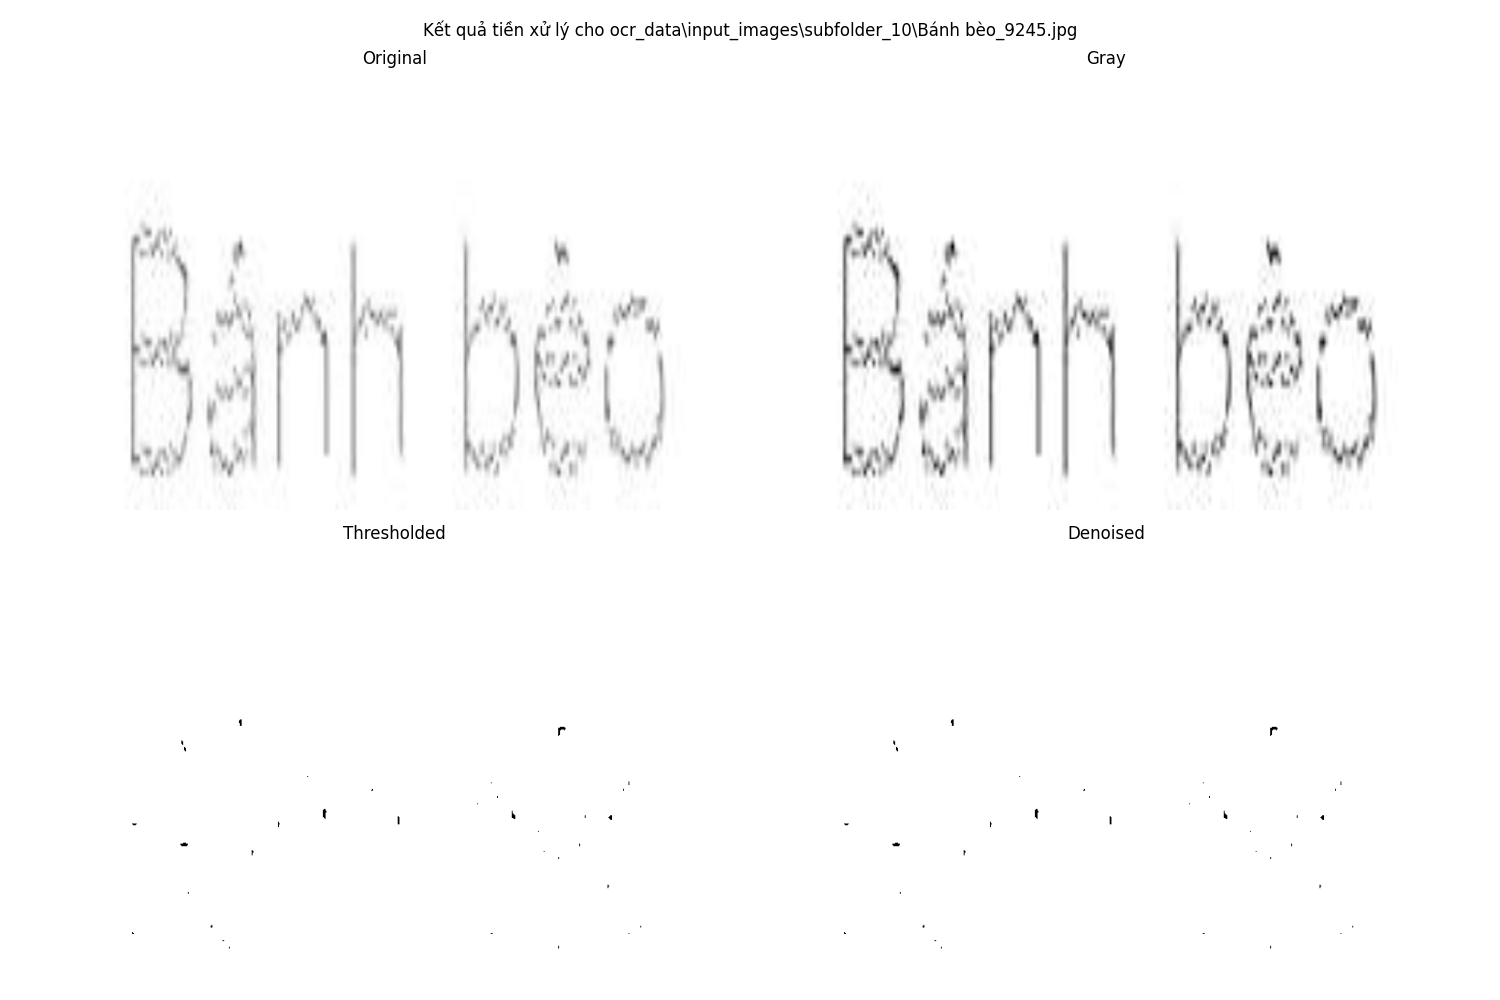 Kết quả tiền xử lý cho ocr_data\input_images\subfolder_10\Bánh bèo_9245.jpg
Original
Gray
Bánh bèo
Bánh bèo
Thresholded
Denoised